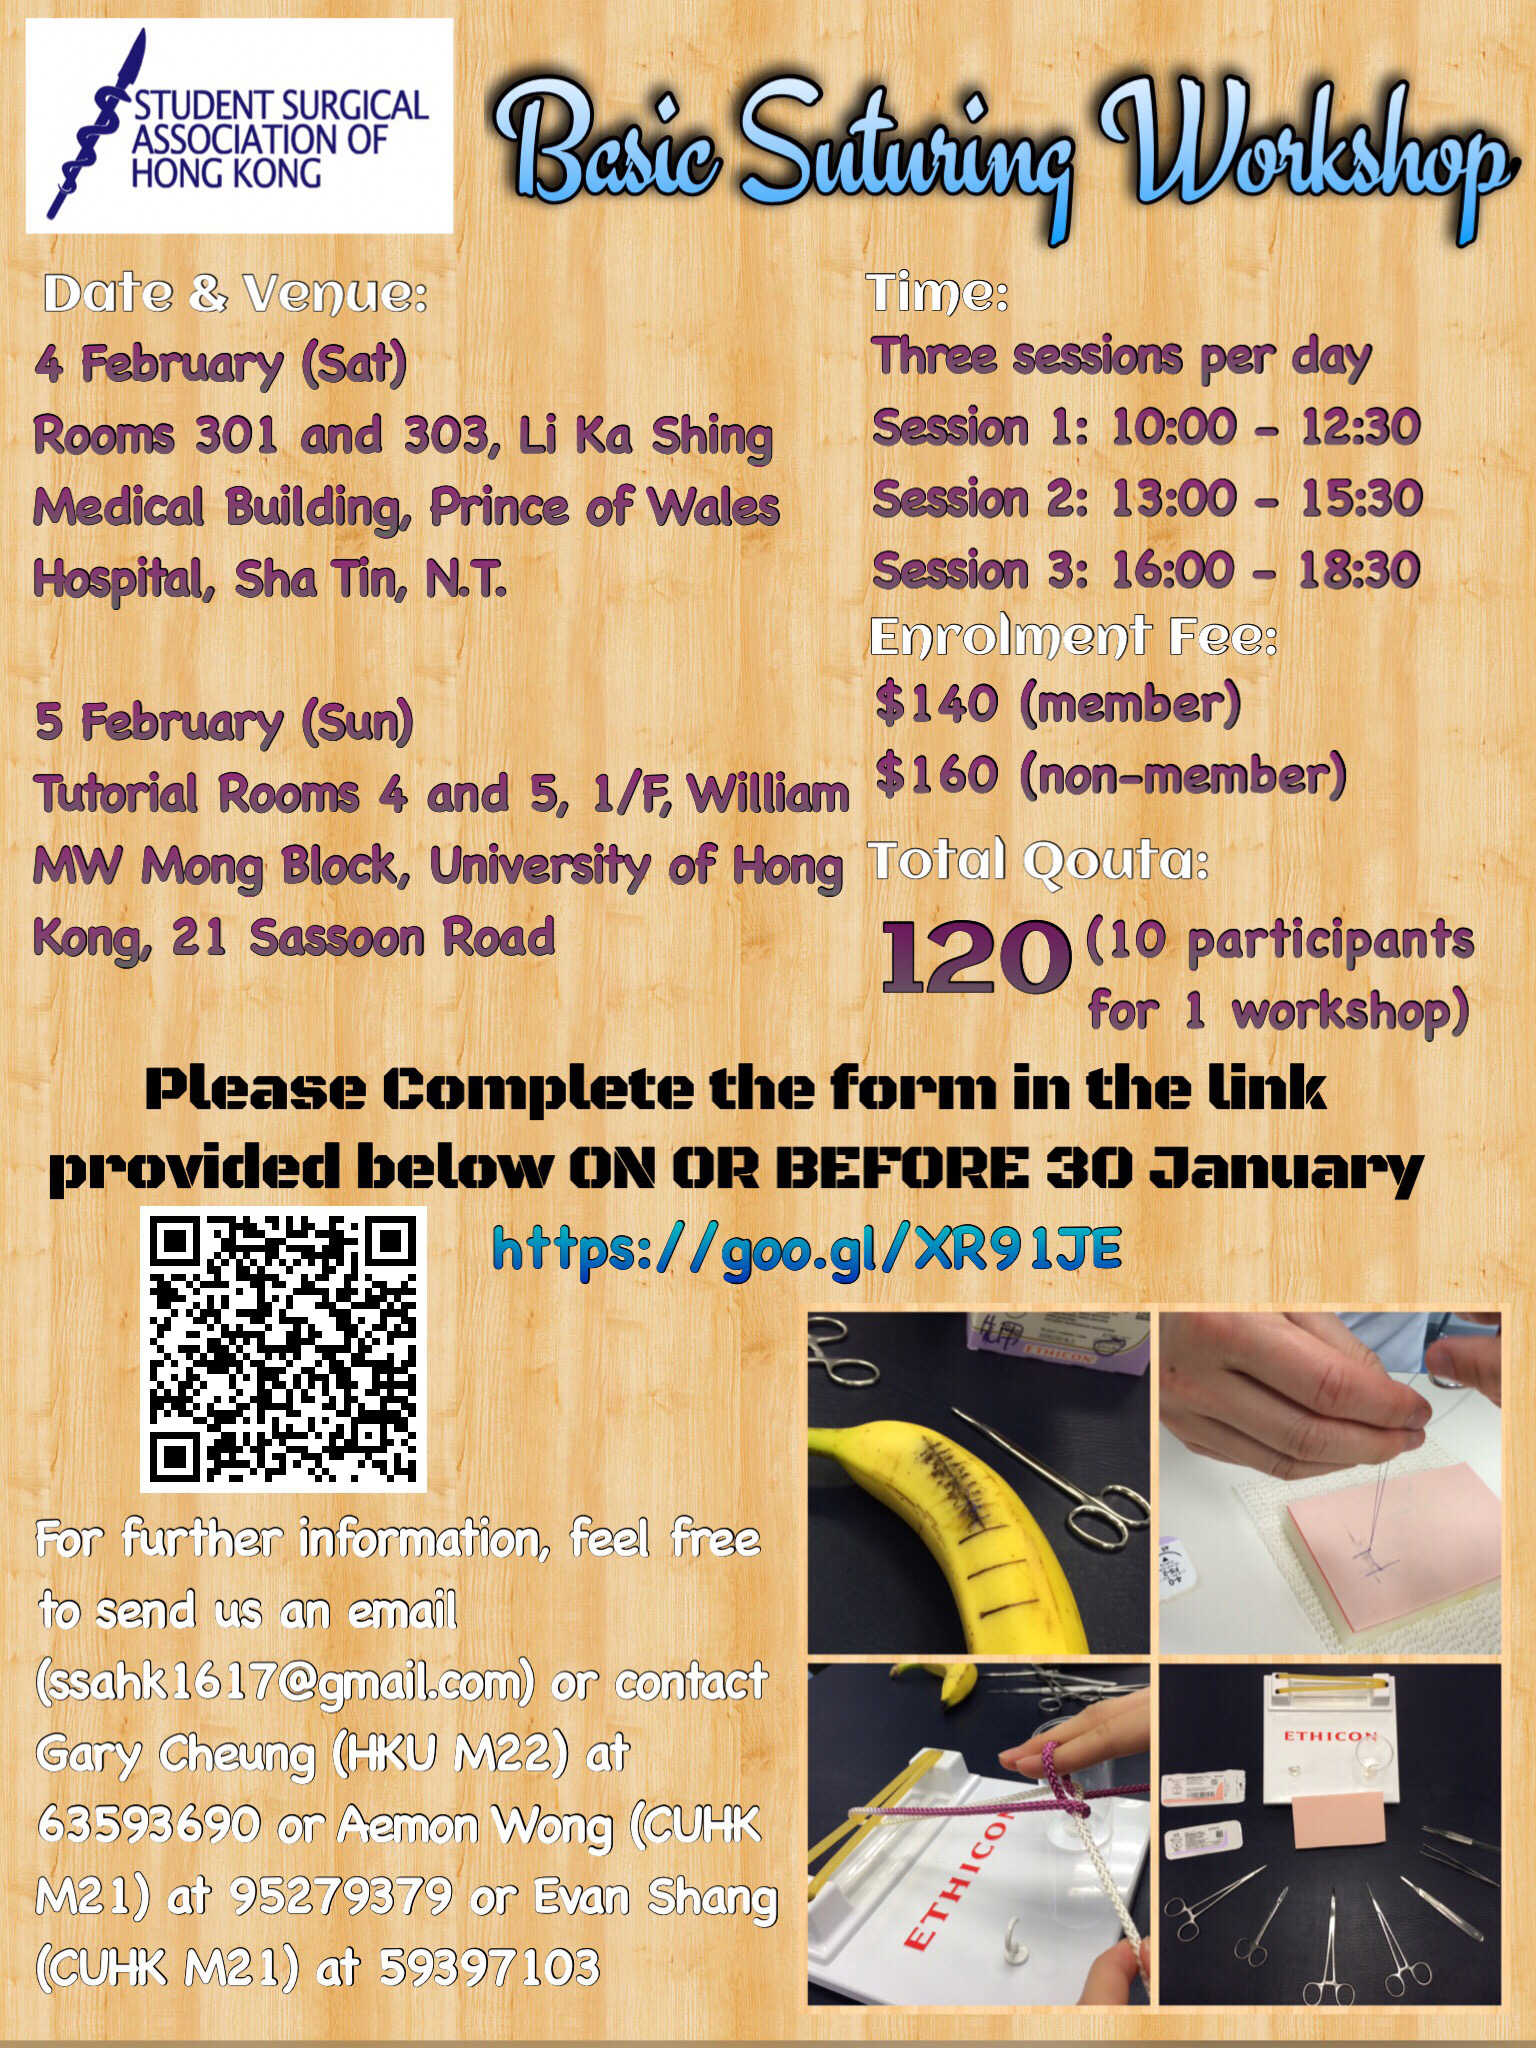 STUDENT SURGICAL
ASSOCIATION OF
HONG KONG
Basic Suturing Workshop
Date & Venue:
4 February (Sat)
Rooms 301 and 303, Li Ka Shing
Medical Building, Prince of Wales
Hospital, Sha Tin, N.T.
5 February (Sun)
Tutorial Rooms 4 and 5, 1/F, William
MW Mong Block, University of Hong
Kong, 21 Sassoon Road
Time:
Three sessions per day
Session 1: 10:00 - 12:30
Session 2: 13:00 - 15:30
Session 3: 16:00 - 18:30
Enrolment Fee:
$140 (member)
$160 (non-member)
Total Qouta:
120 (10 participants
for 1 workshop)
Please Complete the form in the link
provided below ON OR BEFORE 30 January
https://goo.gl/XR91JE
For further information, feel free
to send us an email
(ssahk1617@gmail.com) or contact
Gary Cheung (HKU M22) at
63593690 or Aemon Wong (CUHK
M21) at 95279379 or Evan Shang
(CUHK M21) at 59397103
ETHICON
4-0
ETHICON
ETHICON